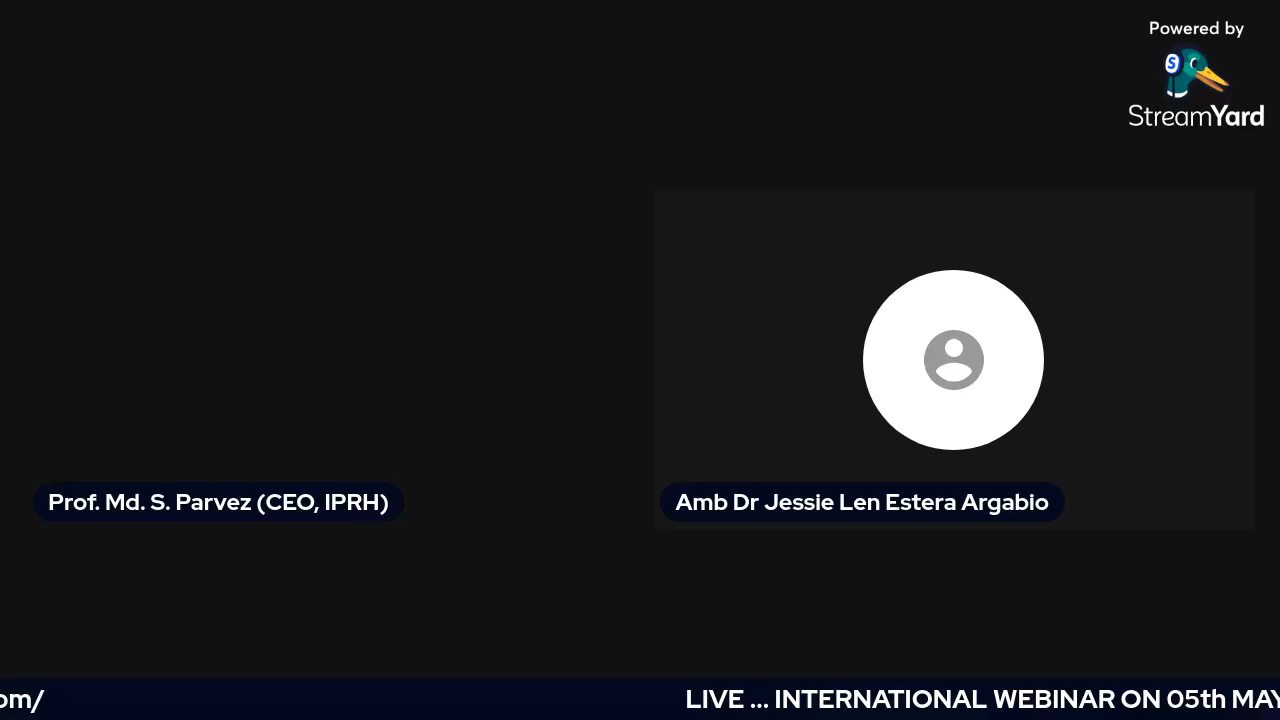 Powered by
S
StreamYard
Prof. Md. S. Parvez (CEO, IPRH)
Amb Dr Jessie Len Estera Argabio
om/
LIVE ... INTERNATIONAL WEBINAR ON 05th MAY